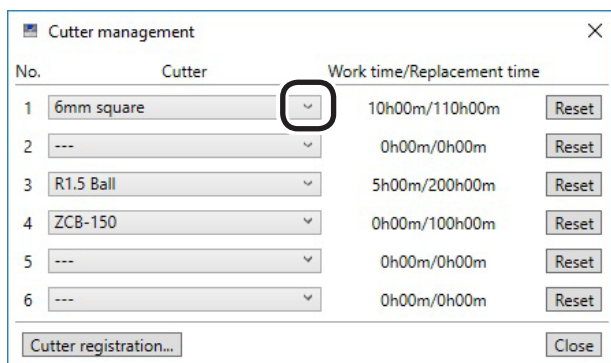 Cutter management
No. Cutter Work time/Replacement time
1 6mm square 10h00m/110h00m Reset
2 --- 0h00m/0h00m Reset
3 R1.5 Ball 5h00m/200h00m Reset
4 ZCB-150 0h00m/100h00m Reset
5 --- 0h00m/0h00m Reset
6 --- 0h00m/0h00m Reset
Cutter registration... Close